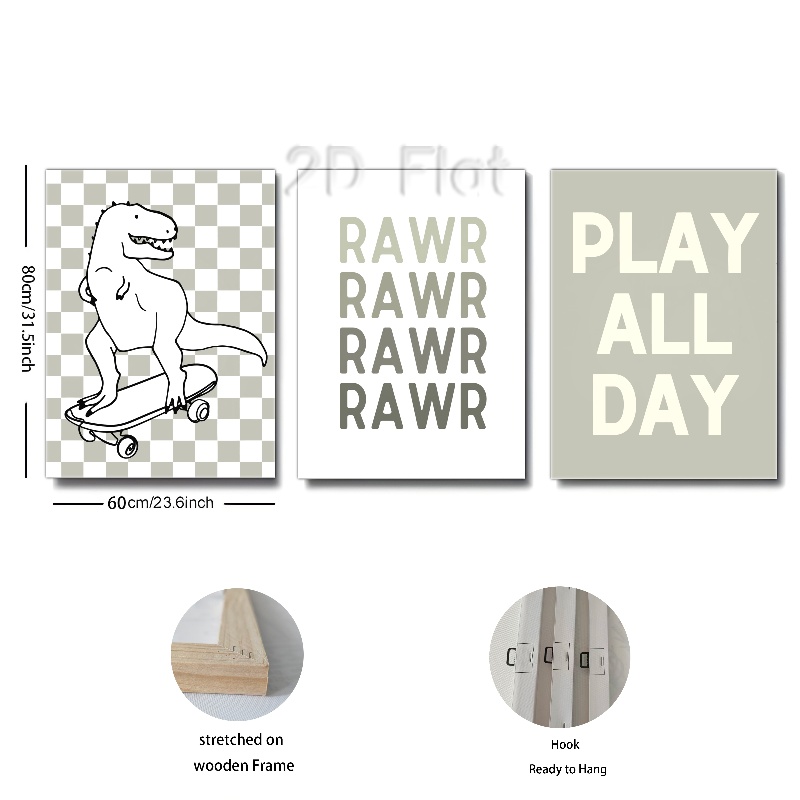 2D Flat
80cm/31.5inch
RAWR
RAWR
RAWR
RAWR
PLAY
ALL
DAY
60cm/23.6inch
stretched on
wooden Frame
Hook
Ready to Hang